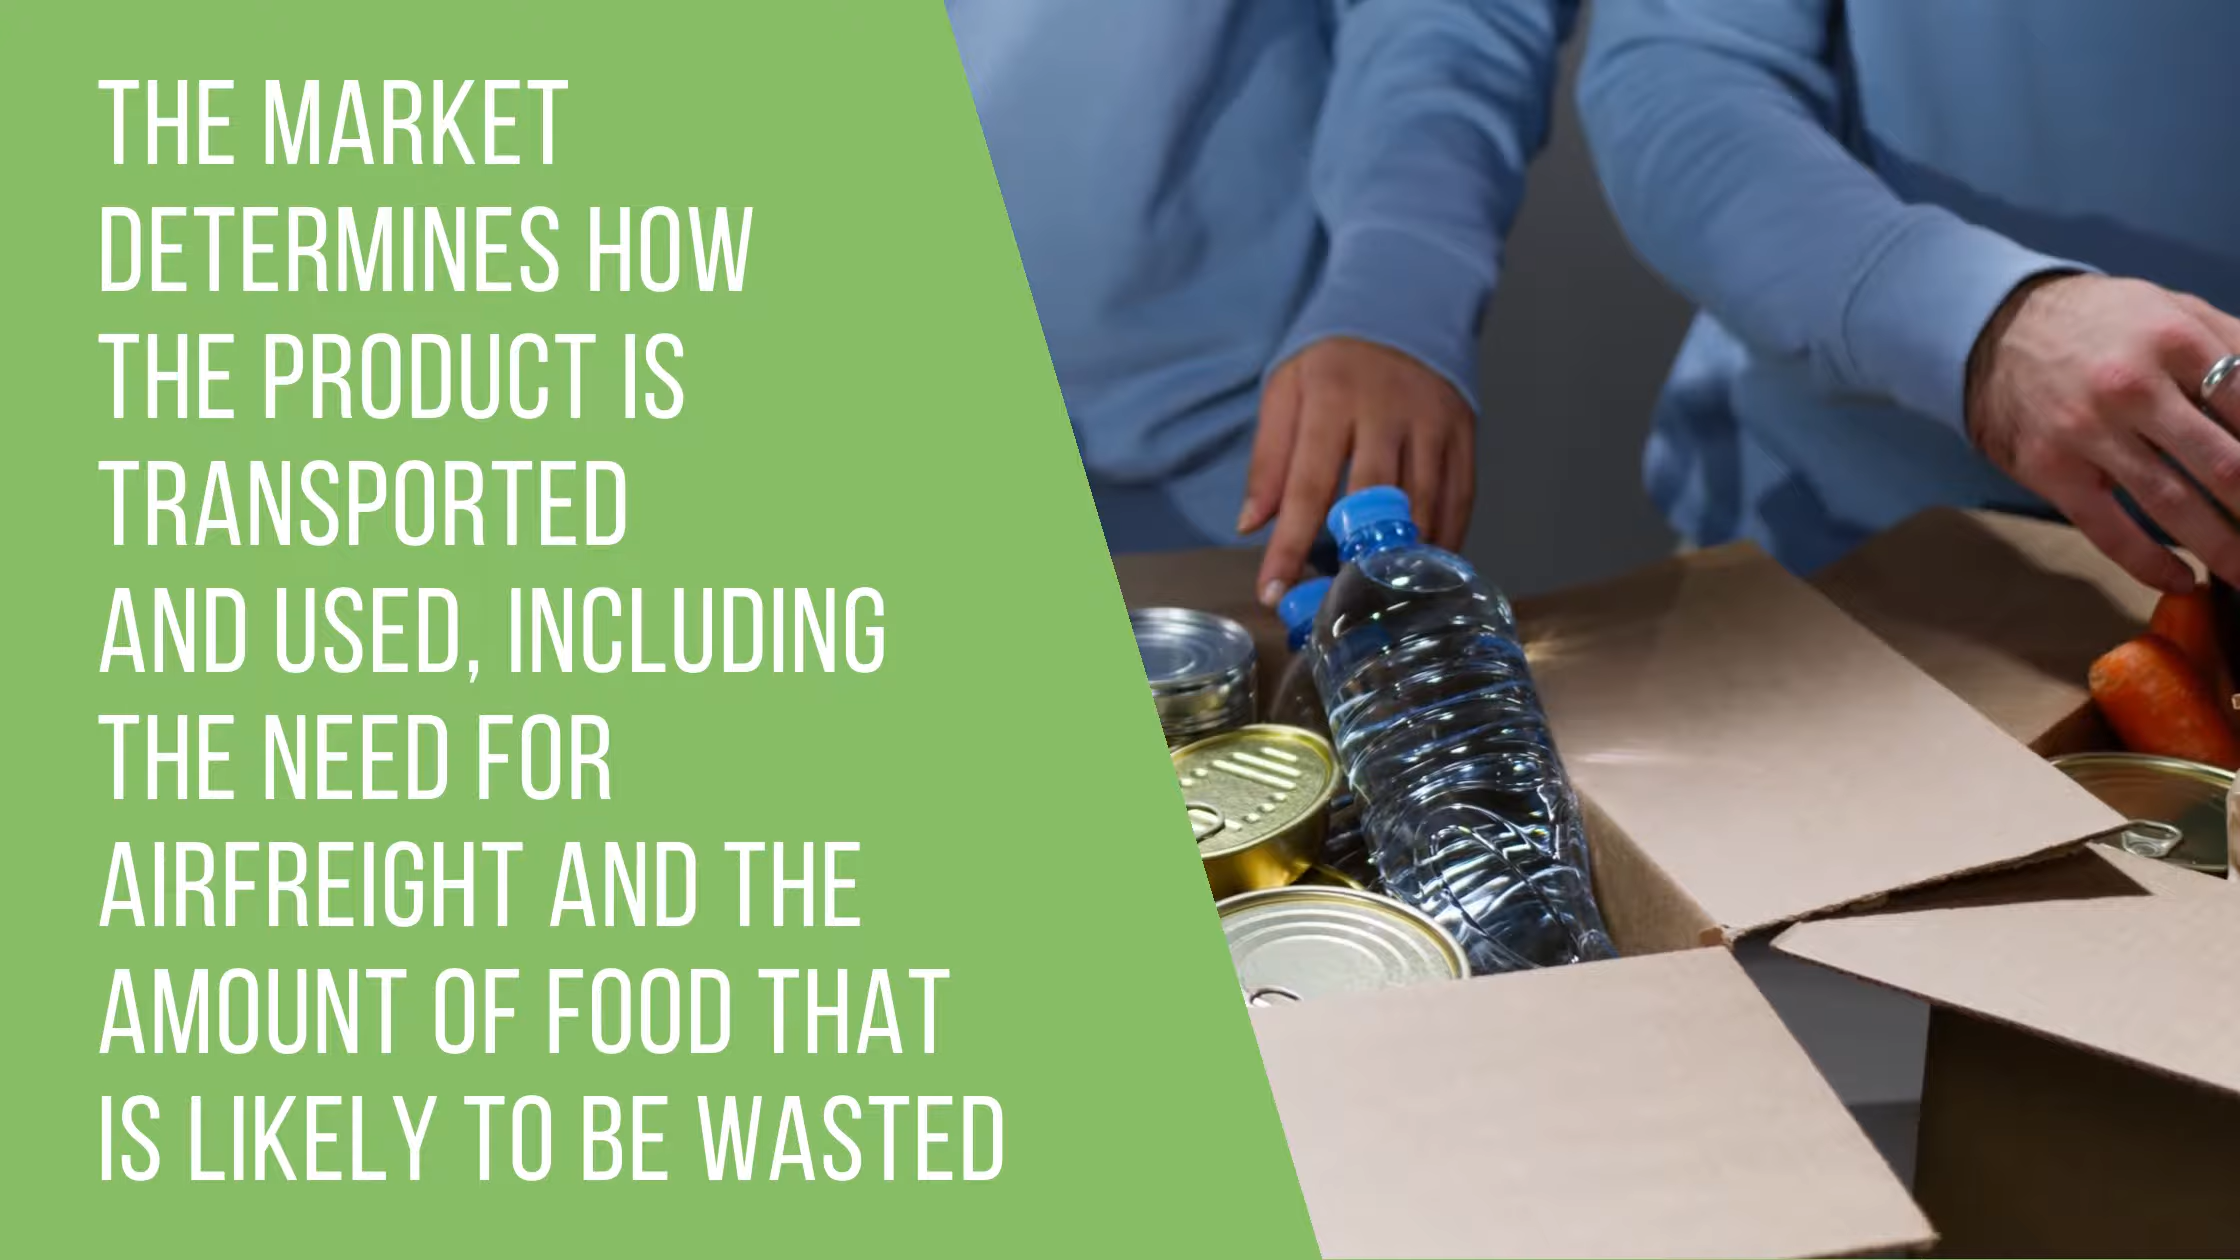 THE MARKET
DETERMINES HOW
THE PRODUCT IS
TRANSPORTED
AND USED, INCLUDING
THE NEED FOR
AIRFREIGHT AND THE
AMOUNT OF FOOD THAT
IS LIKELY TO BE WASTED